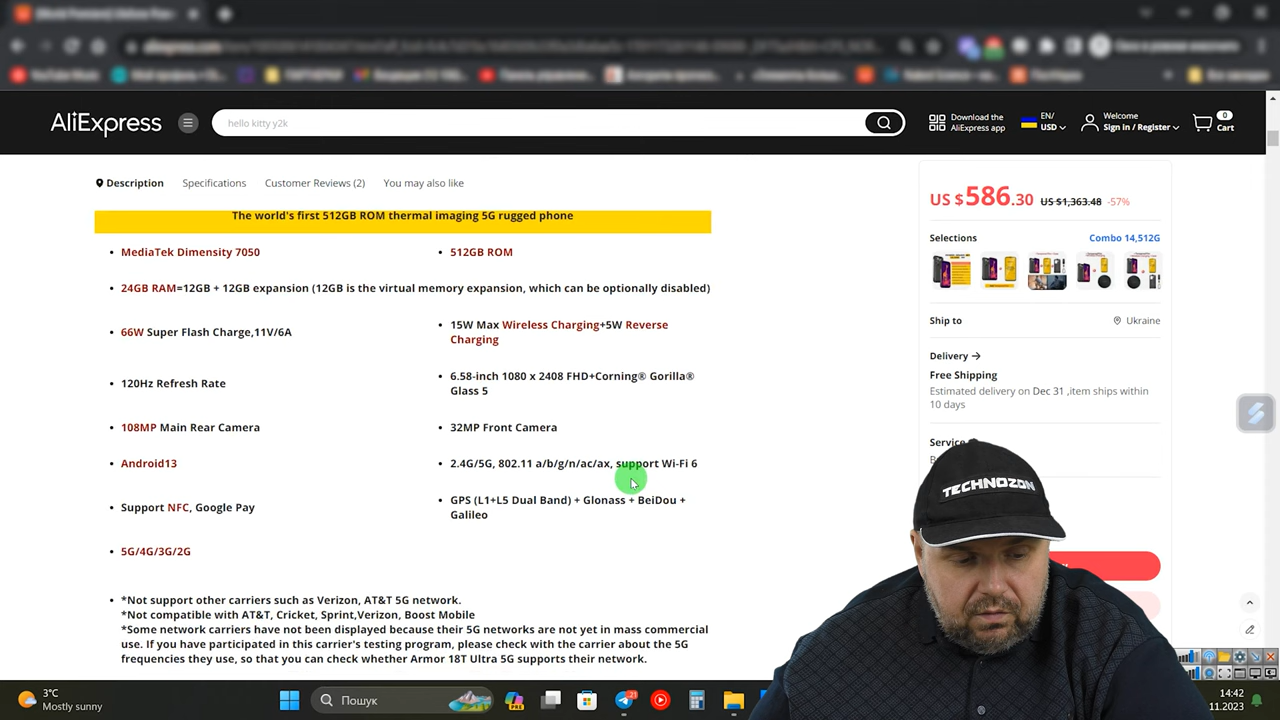 AliExpress
hello kitty y2k
Download the
AliExpress app
EN/
USD
Welcome
Sign in / Register
0
Cart
Description
Specifications
Customer Reviews (2)
You may also like
The world's first 512GB ROM thermal imaging 5G rugged phone
MediaTek Dimensity 7050
512GB ROM
24GB RAM=12GB + 12GB expansion (12GB is the virtual memory expansion, which can be optionally disabled)
66W Super Flash Charge,11V/6A
15W Max Wireless Charging+5W Reverse
Charging
120Hz Refresh Rate
6.58-inch 1080 x 2408 FHD+Corning® Gorilla®
Glass 5
108MP Main Rear Camera
32MP Front Camera
Android13
2.4G/5G, 802.11 a/b/g/n/ac/ax, support Wi-Fi 6
Support NFC, Google Pay
GPS (L1+L5 Dual Band) + Glonass + BeiDou +
Galileo
5G/4G/3G/2G
*Not support other carriers such as Verizon, AT&T 5G network.
*Not compatible with AT&T, Cricket, Sprint,Verizon, Boost Mobile
*Some network carriers have not been displayed because their 5G networks are not yet in mass commercial
use. If you have participated in this carrier's testing program, please check with the carrier about the 5G
frequencies they use, so that you can check whether Armor 18T Ultra 5G supports their network.
US $586.30 US $1,363.48 -57%
Selections
Combo 14,512G
Ship to
Ukraine
Delivery
Free Shipping
Estimated delivery on Dec 31 ,item ships within
10 days
Service
TECHNOZON
3°C
Mostly sunny
Пошук
21
14:42
.11.2023